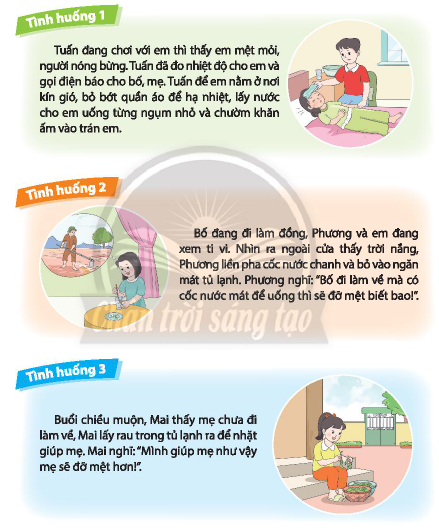 Tình huống 1
Tuấn đang chơi với em thì thấy em mệt mỏi,
người nóng bừng. Tuấn đã đo nhiệt độ cho em và
gọi điện báo cho bố, mẹ. Tuấn để em nằm ở nơi
kín gió, bỏ bớt quần áo để hạ nhiệt, lấy nước
cho em uống từng ngụm nhỏ và chườm khăn
ấm vào trán em.
Tình huống 2
Bố đang đi làm đồng, Phương và em đang
xem ti vi. Nhìn ra ngoài cửa thấy trời nắng,
Phương liền pha cốc nước chanh và bỏ vào ngăn
mát tủ lạnh. Phương nghĩ: “Bố đi làm về mà có
cốc nước mát để uống thì sẽ đỡ mệt biết bao!”.
Chân trời sáng tạo
Tình huống 3
Buổi chiều muộn, Mai thấy mẹ chưa đi
làm về, Mai lấy rau trong tủ lạnh ra để nhặt
giúp mẹ. Mai nghĩ: “Mình giúp mẹ như vậy
mẹ sẽ đỡ mệt hơn!”.